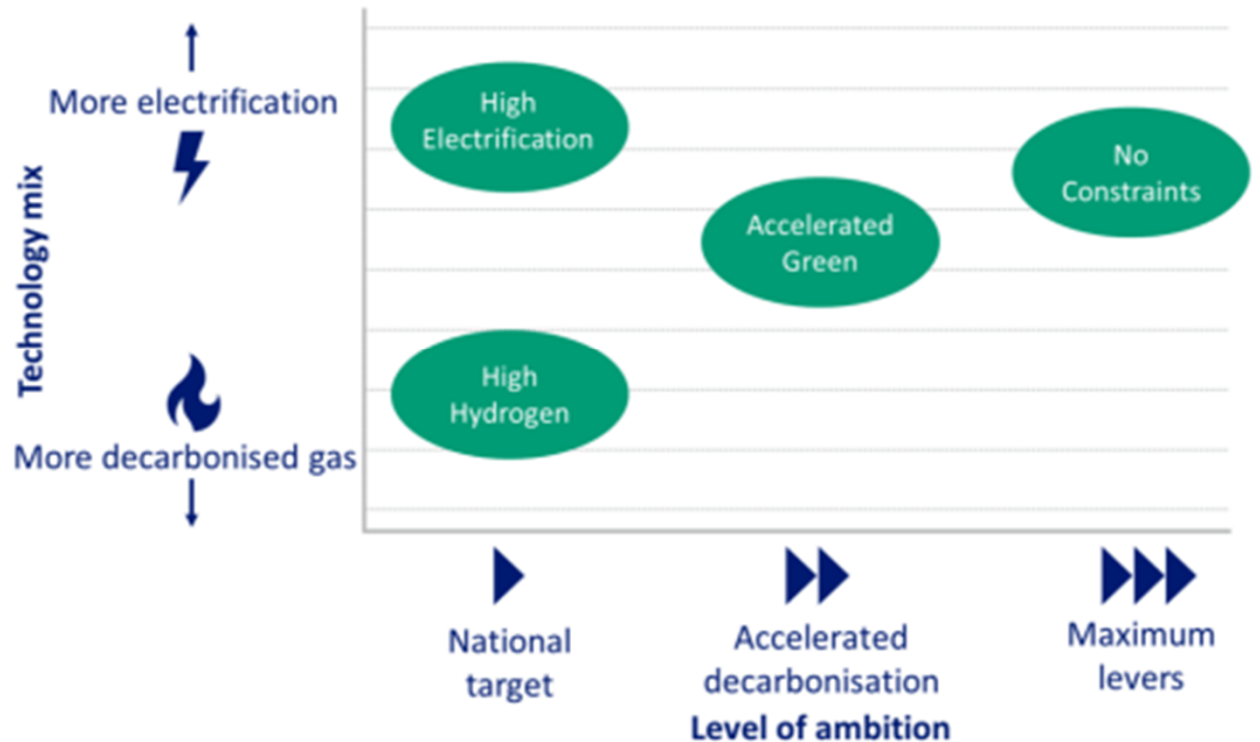 More electrification
Technology mix
More decarbonised gas
High
Electrification
No
Constraints
Accelerated
Green
High
Hydrogen
National
target
Accelerated
decarbonisation
Maximum
levers
Level of ambition